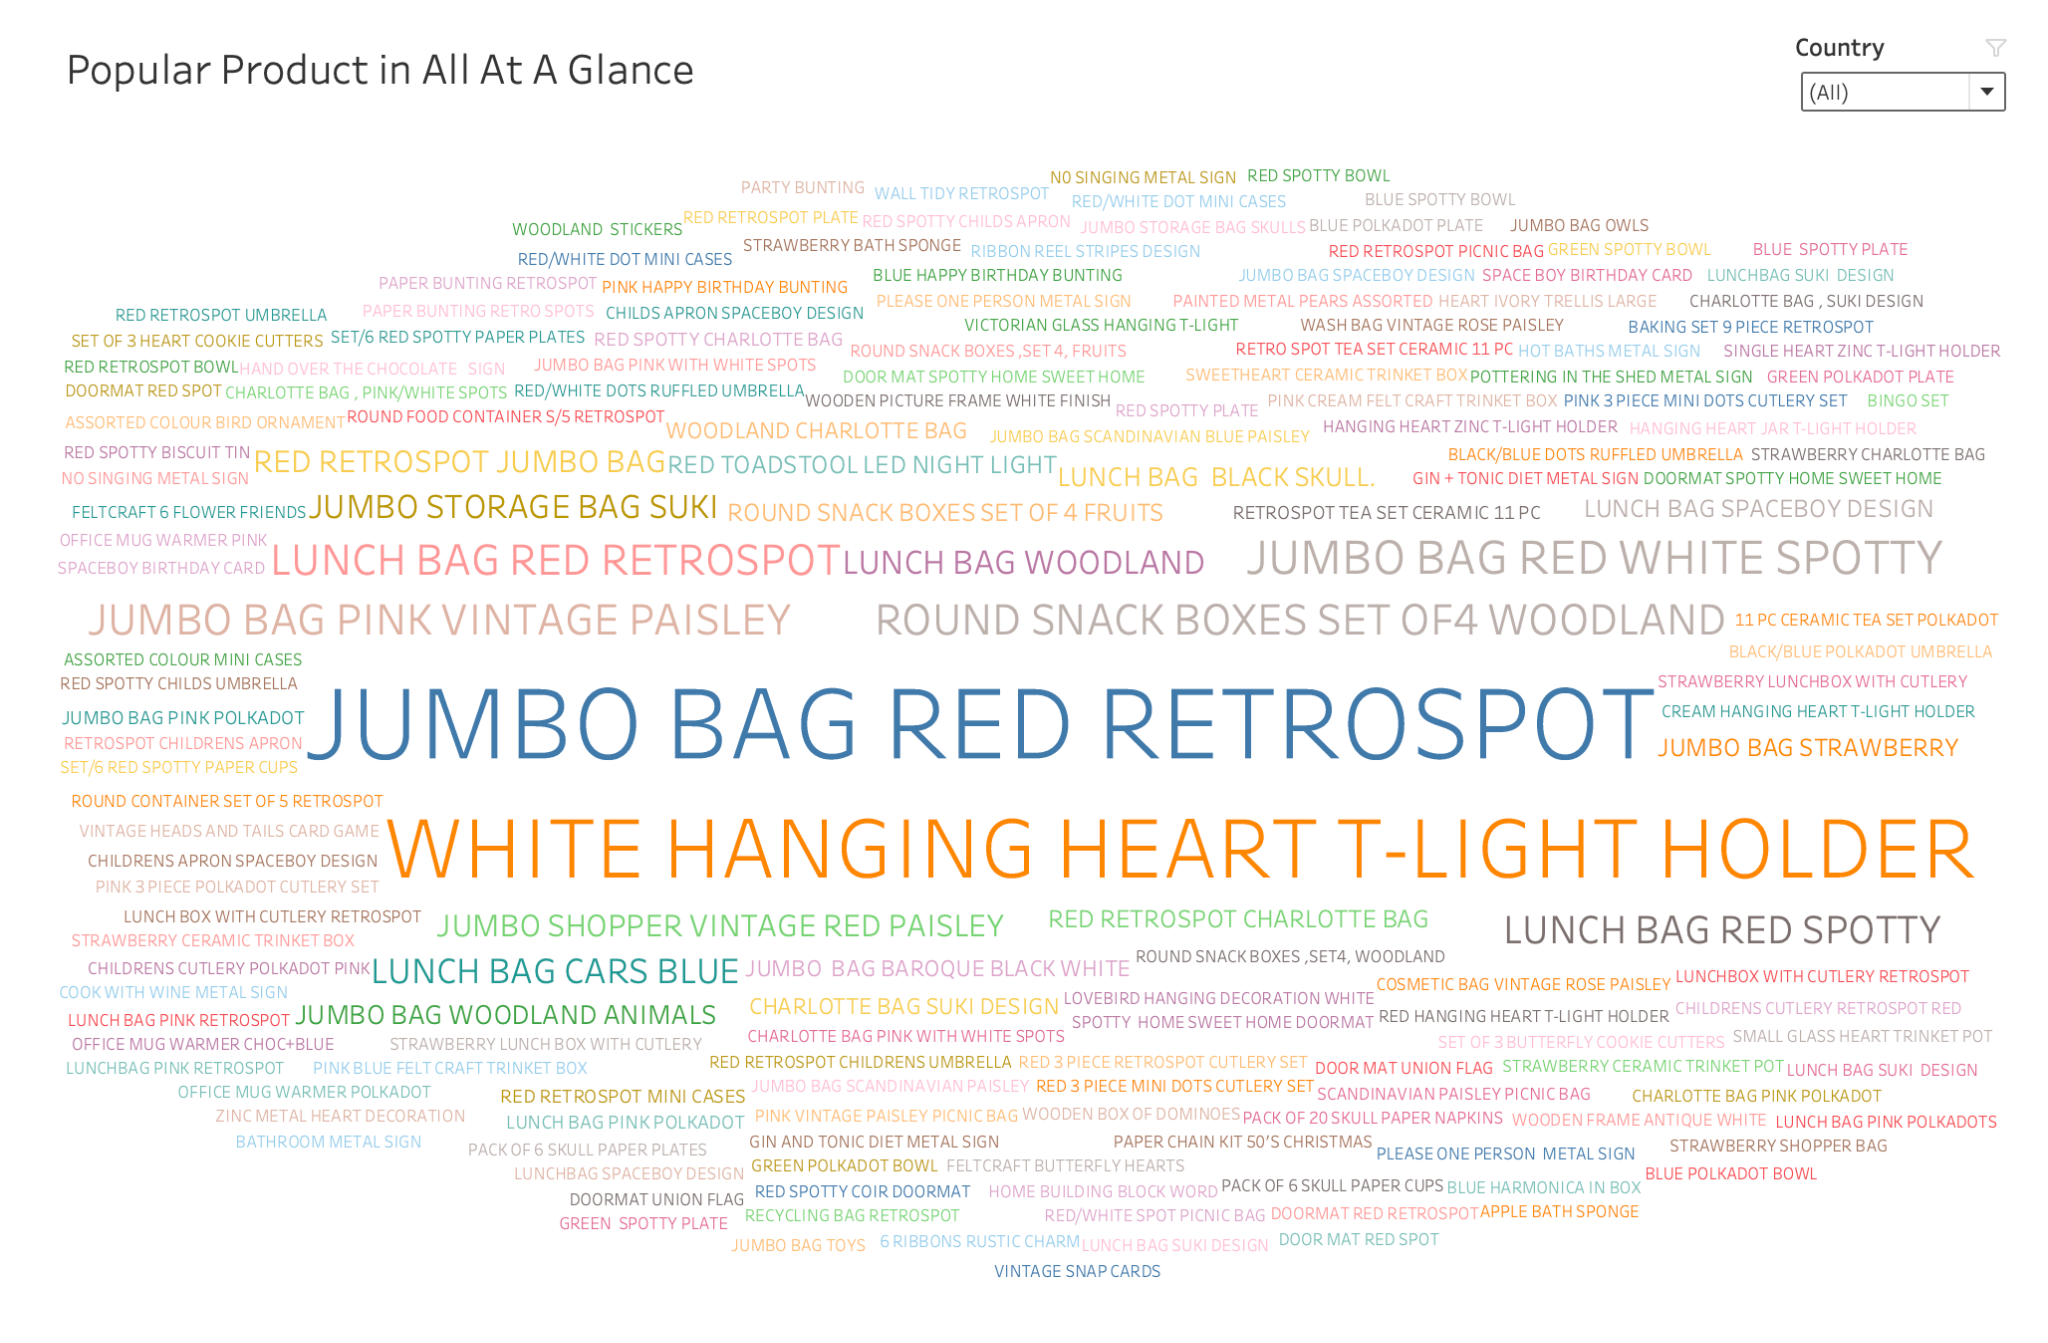 Popular Product in All At A Glance
Country
(All)
N0 SINGING METAL SIGN RED SPOTTY BOWL
PARTY BUNTING WALL TIDY RETROSPOT RED/WHITE DOT MINI CASES BLUE SPOTTY BOWL
WOODLAND  STICKERS RED RETROSPOT PLATE RED SPOTTY CHILDS APRON JUMBO STORAGE BAG SKULLS BLUE POLKADOT PLATE JUMBO BAG OWLS
RED/WHITE DOT MINI CASES STRAWBERRY BATH SPONGE RIBBON REEL STRIPES DESIGN RED RETROSPOT PICNIC BAG GREEN SPOTTY BOWL BLUE  SPOTTY PLATE
PAPER BUNTING RETROSPOT PINK HAPPY BIRTHDAY BUNTING BLUE HAPPY BIRTHDAY BUNTING JUMBO BAG SPACEBOY DESIGN SPACE BOY BIRTHDAY CARD LUNCHBAG SUKI  DESIGN
RED RETROSPOT UMBRELLA PAPER BUNTING RETRO SPOTS CHILDS APRON SPACEBOY DESIGN PLEASE ONE PERSON METAL SIGN PAINTED METAL PEARS ASSORTED HEART IVORY TRELLIS LARGE CHARLOTTE BAG , SUKI DESIGN
SET OF 3 HEART COOKIE CUTTERS SET/6 RED SPOTTY PAPER PLATES RED SPOTTY CHARLOTTE BAG VICTORIAN GLASS HANGING T-LIGHT WASH BAG VINTAGE ROSE PAISLEY BAKING SET 9 PIECE RETROSPOT
RED RETROSPOT BOWL HAND OVER THE CHOCOLATE   SIGN JUMBO BAG PINK WITH WHITE SPOTS ROUND SNACK BOXES ,SET 4, FRUITS RETRO SPOT TEA SET CERAMIC 11 PC HOT BATHS METAL SIGN SINGLE HEART ZINC T-LIGHT HOLDER
DOORMAT RED SPOT CHARLOTTE BAG , PINK/WHITE SPOTS RED/WHITE DOTS RUFFLED UMBRELLA DOOR MAT SPOTTY HOME SWEET HOME SWEETHEART CERAMIC TRINKET BOX POTTERING IN THE SHED METAL SIGN GREEN POLKADOT PLATE
ASSORTED COLOUR BIRD ORNAMENT ROUND FOOD CONTAINER S/5 RETROSPOT WOODEN PICTURE FRAME WHITE FINISH RED SPOTTY PLATE PINK CREAM FELT CRAFT TRINKET BOX PINK 3 PIECE MINI DOTS CUTLERY SET BINGO SET
WOODLAND CHARLOTTE BAG JUMBO BAG SCANDINAVIAN BLUE PAISLEY HANGING HEART ZINC T-LIGHT HOLDER HANGING HEART JAR T-LIGHT HOLDER
RED SPOTTY BISCUIT TIN RED RETROSPOT JUMBO BAG RED TOADSTOOL LED NIGHT LIGHT LUNCH BAG  BLACK SKULL. BLACK/BLUE DOTS RUFFLED UMBRELLA STRAWBERRY CHARLOTTE BAG
NO SINGING METAL SIGN GIN + TONIC DIET METAL SIGN DOORMAT SPOTTY HOME SWEET HOME
FELTCRAFT 6 FLOWER FRIENDS JUMBO STORAGE BAG SUKI ROUND SNACK BOXES SET OF 4 FRUITS RETROSPOT TEA SET CERAMIC 11 PC LUNCH BAG SPACEBOY DESIGN
OFFICE MUG WARMER PINK
SPACEBOY BIRTHDAY CARD LUNCH BAG RED RETROSPOT LUNCH BAG WOODLAND JUMBO BAG RED WHITE SPOTTY
JUMBO BAG PINK VINTAGE PAISLEY ROUND SNACK BOXES SET OF4 WOODLAND 11 PC CERAMIC TEA SET POLKADOT
ASSORTED COLOUR MINI CASES BLACK/BLUE POLKADOT UMBRELLA
RED SPOTTY CHILDS UMBRELLA STRAWBERRY LUNCHBOX WITH CUTLERY
JUMBO BAG PINK POLKADOT JUMBO BAG RED RETROSPOT CREAM HANGING HEART T-LIGHT HOLDER
RETROSPOT CHILDRENS APRON JUMBO BAG STRAWBERRY
SET/6 RED SPOTTY PAPER CUPS
ROUND CONTAINER SET OF 5 RETROSPOT
VINTAGE HEADS AND TAILS CARD GAME WHITE HANGING HEART T-LIGHT HOLDER
CHILDRENS APRON SPACEBOY DESIGN
PINK 3 PIECE POLKADOT CUTLERY SET
LUNCH BOX WITH CUTLERY RETROSPOT JUMBO SHOPPER VINTAGE RED PAISLEY RED RETROSPOT CHARLOTTE BAG LUNCH BAG RED SPOTTY
STRAWBERRY CERAMIC TRINKET BOX ROUND SNACK BOXES ,SET4, WOODLAND
CHILDRENS CUTLERY POLKADOT PINK LUNCH BAG CARS BLUE JUMBO  BAG BAROQUE BLACK WHITE COSMETIC BAG VINTAGE ROSE PAISLEY LUNCHBOX WITH CUTLERY RETROSPOT
COOK WITH WINE METAL SIGN LOVEBIRD HANGING DECORATION WHITE
LUNCH BAG PINK RETROSPOT JUMBO BAG WOODLAND ANIMALS CHARLOTTE BAG SUKI DESIGN RED HANGING HEART T-LIGHT HOLDER CHILDRENS CUTLERY RETROSPOT RED
SPOTTY  HOME SWEET HOME DOORMAT
OFFICE MUG WARMER CHOC+BLUE STRAWBERRY LUNCH BOX WITH CUTLERY CHARLOTTE BAG PINK WITH WHITE SPOTS SET OF 3 BUTTERFLY COOKIE CUTTERS SMALL GLASS HEART TRINKET POT
LUNCHBAG PINK RETROSPOT PINK BLUE FELT CRAFT TRINKET BOX RED RETROSPOT CHILDRENS UMBRELLA RED 3 PIECE RETROSPOT CUTLERY SET DOOR MAT UNION FLAG STRAWBERRY CERAMIC TRINKET POT LUNCH BAG SUKI  DESIGN
OFFICE MUG WARMER POLKADOT RED RETROSPOT MINI CASES JUMBO BAG SCANDINAVIAN PAISLEY RED 3 PIECE MINI DOTS CUTLERY SET SCANDINAVIAN PAISLEY PICNIC BAG CHARLOTTE BAG PINK POLKADOT
ZINC METAL HEART DECORATION LUNCH BAG PINK POLKADOT PINK VINTAGE PAISLEY PICNIC BAG WOODEN BOX OF DOMINOES PACK OF 20 SKULL PAPER NAPKINS WOODEN FRAME ANTIQUE WHITE LUNCH BAG PINK POLKADOTS
BATHROOM METAL SIGN PACK OF 6 SKULL PAPER PLATES GIN AND TONIC DIET METAL SIGN PAPER CHAIN KIT 50'S CHRISTMAS PLEASE ONE PERSON  METAL SIGN STRAWBERRY SHOPPER BAG
LUNCHBAG SPACEBOY DESIGN GREEN POLKADOT BOWL FELTCRAFT BUTTERFLY HEARTS BLUE POLKADOT BOWL
DOORMAT UNION FLAG RED SPOTTY COIR DOORMAT HOME BUILDING BLOCK WORD PACK OF 6 SKULL PAPER CUPS BLUE HARMONICA IN BOX
GREEN  SPOTTY PLATE RECYCLING BAG RETROSPOT RED/WHITE SPOT PICNIC BAG DOORMAT RED RETROSPOT APPLE BATH SPONGE
JUMBO BAG TOYS 6 RIBBONS RUSTIC CHARM LUNCH BAG SUKI DESIGN DOOR MAT RED SPOT
VINTAGE SNAP CARDS